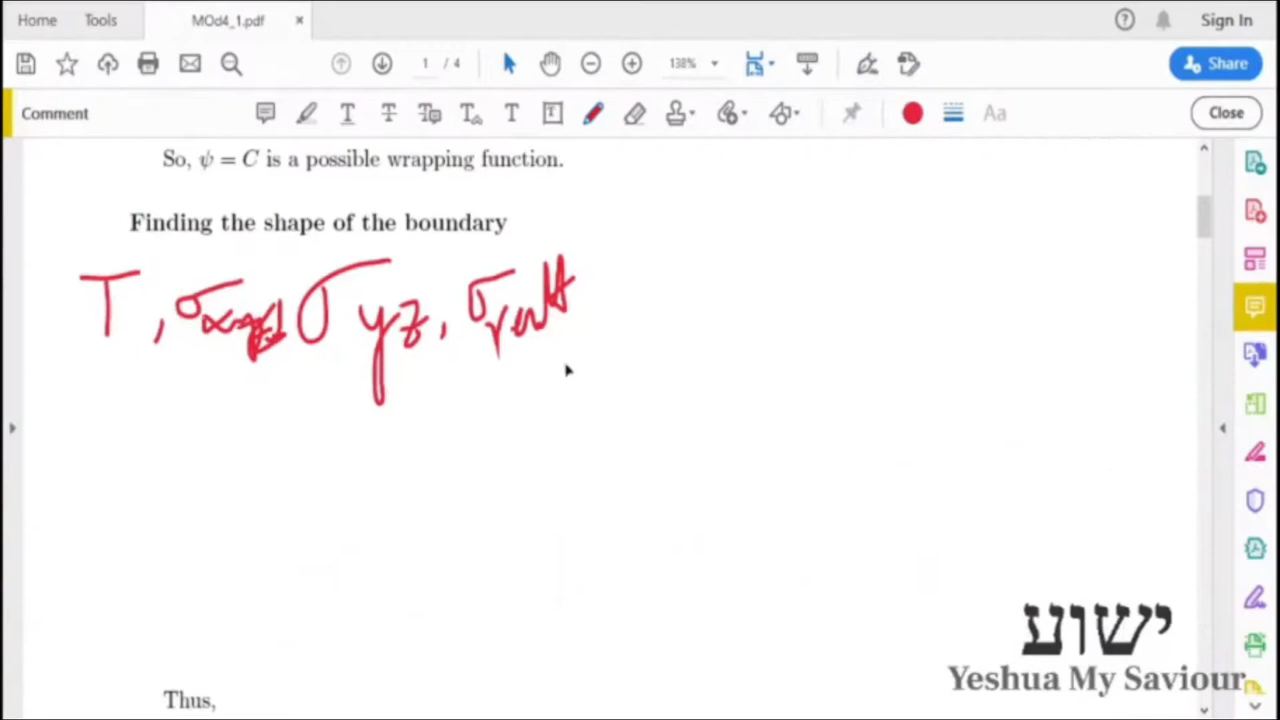 Home Tools MOd4_1.pdf × Sign In
1 / 4 138% Share
Comment Aa Close
So, ψ = C is a possible wrapping function.
Finding the shape of the boundary
T, σ σyz, σ
Thus,
ישוע
Yeshua My Saviour